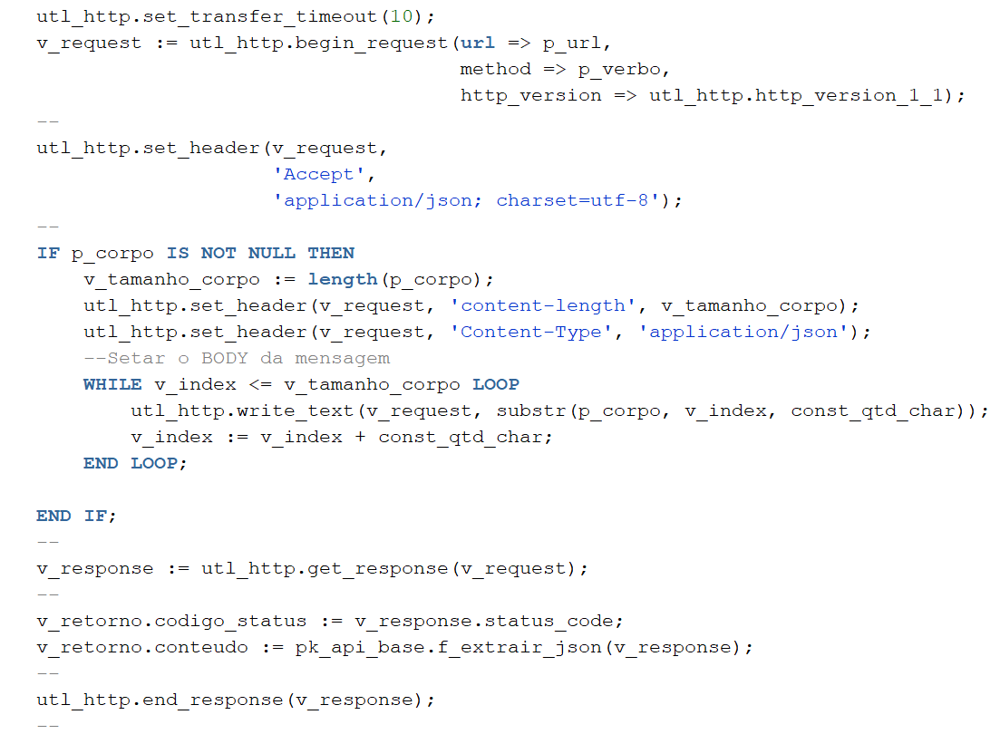 utl_http.set_transfer_timeout(10);
v_request := utl_http.begin_request(url => p_url,
method => p_verbo,
http_version => utl_http.http_version_1_1);
--
utl_http.set_header(v_request,
'Accept',
'application/json; charset=utf-8');
--
IF p_corpo IS NOT NULL THEN
v_tamanho_corpo := length(p_corpo);
utl_http.set_header(v_request, 'content-length', v_tamanho_corpo);
utl_http.set_header(v_request, 'Content-Type', 'application/json');
--Setar o BODY da mensagem
WHILE v_index <= v_tamanho_corpo LOOP
utl_http.write_text(v_request, substr(p_corpo, v_index, const_qtd_char));
v_index := v_index + const_qtd_char;
END LOOP;
END IF;
--
v_response := utl_http.get_response(v_request);
--
v_retorno.codigo_status := v_response.status_code;
v_retorno.conteudo := pk_api_base.f_extrair_json(v_response);
--
utl_http.end_response(v_response);
--